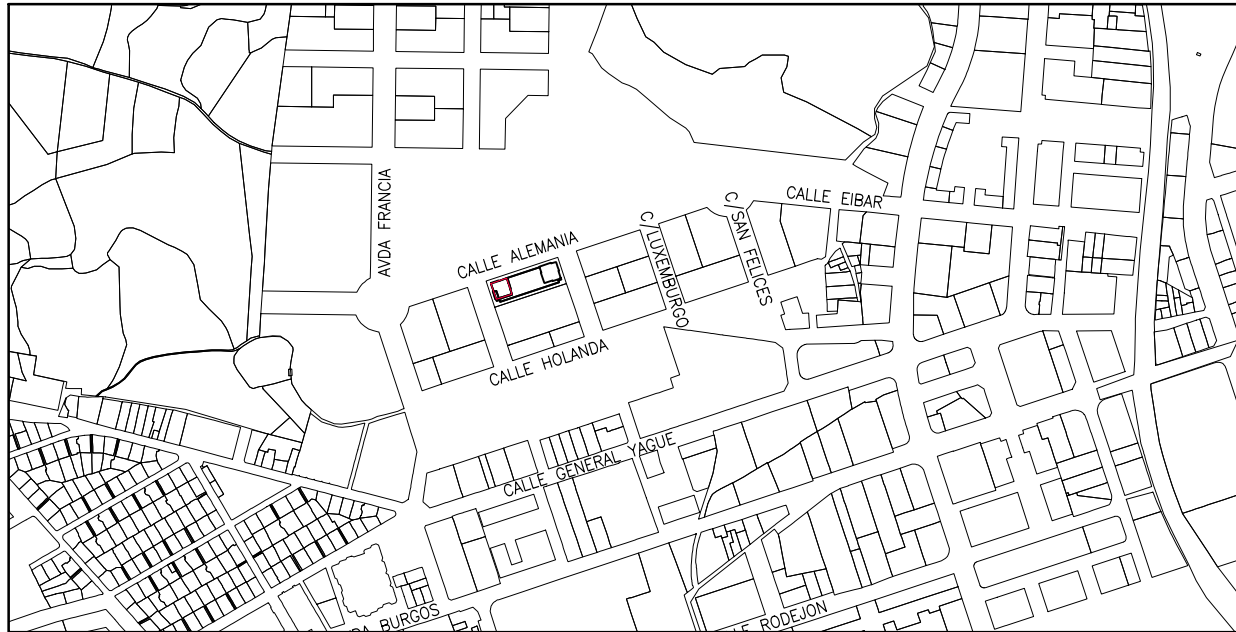 CALLE EIBAR
AVDA FRANCIA
C/SAN FELICES
C/LUXEMBURGO
CALLE ALEMANIA
CALLE HOLANDA
CALLE GENERAL YAGUE
BURGOS
RODEJON